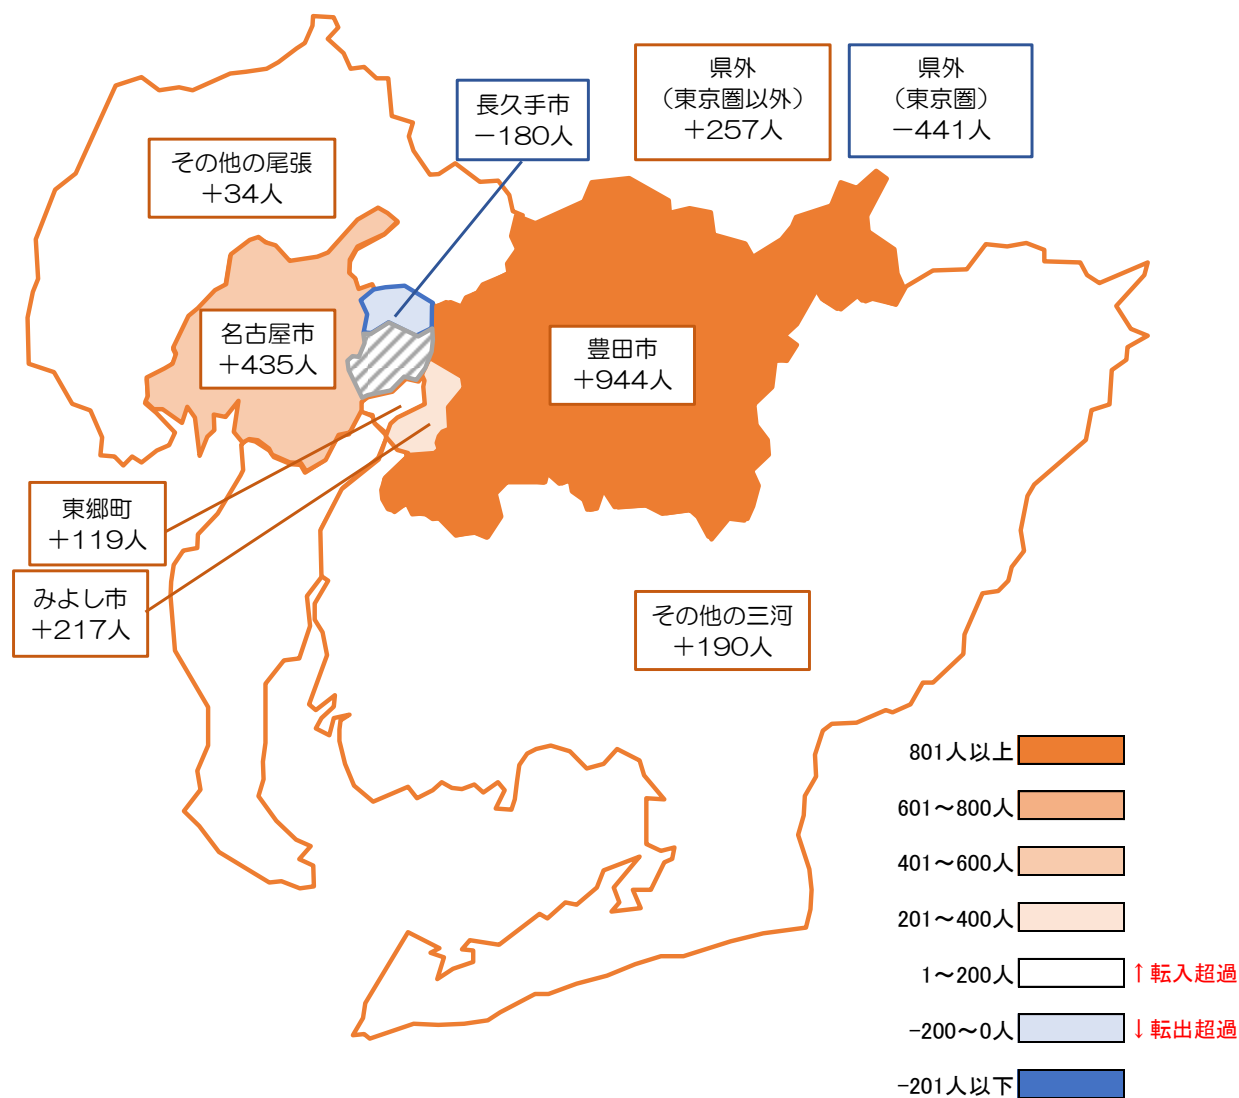 県外
（東京圏以外）
＋257人
県外
（東京圏）
－441人
長久手市
－180人
その他の尾張
＋34人
名古屋市
＋435人
豊田市
＋944人
東郷町
＋119人
みよし市
＋217人
その他の三河
＋190人
801人以上
601～800人
401～600人
201～400人
1～200人
↑転入超過
-200～0人
↓転出超過
-201人以下